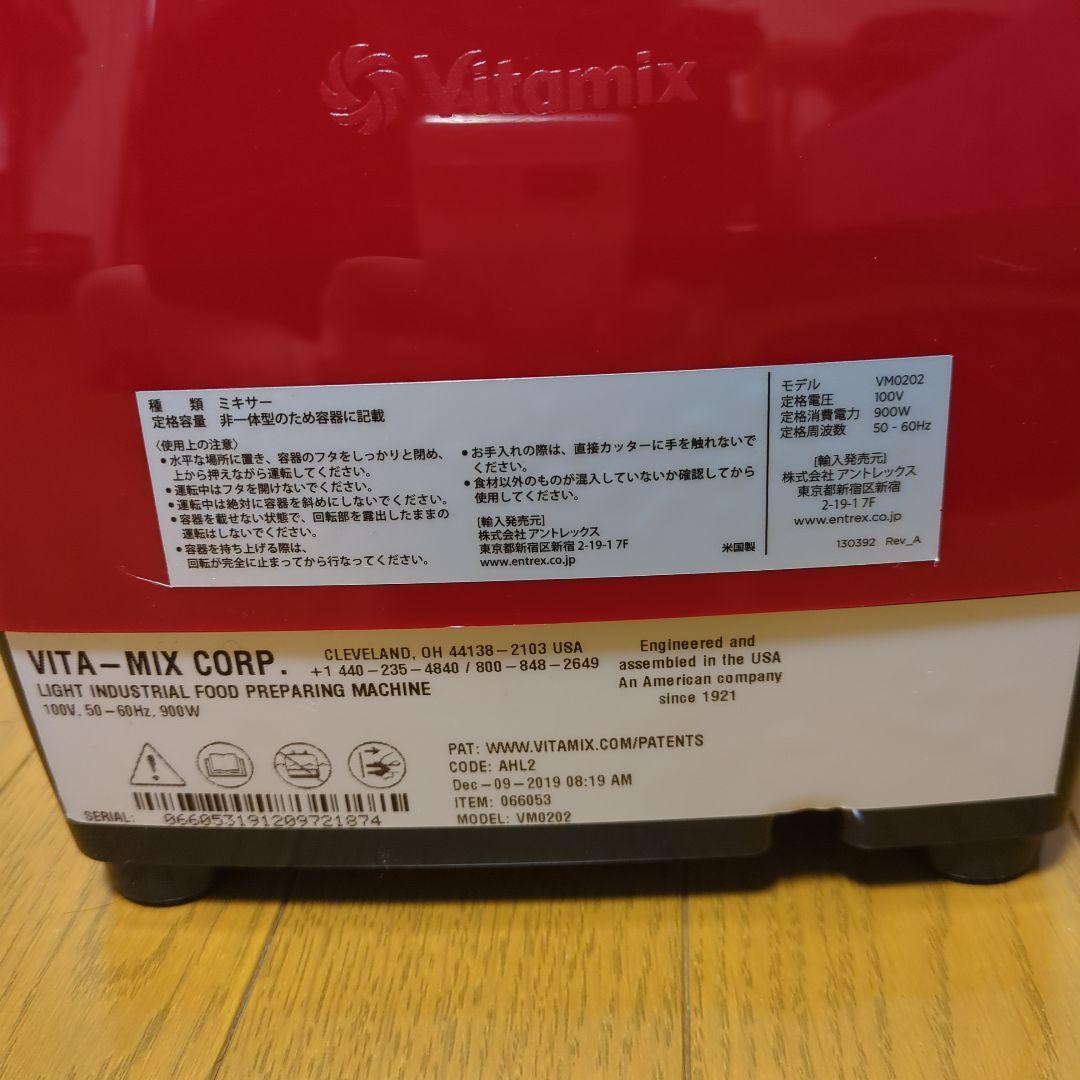 Vitamix
種 類 ミキサー
定格容量 非一体型のため容器に記載
〈使用上の注意〉
•水平な場所に置き、容器のフタをしっかりと閉め、
上から押えながら運転してください。
•運転中はフタを開けないでください。
•運転中は絶対に容器を斜めにしないでください。
•容器を載せない状態で、回転部を露出したままの
運転はしないでください。
•容器を持ち上げる際は、
回転が完全に止まってから行なってください。
•お手入れの際は、直接カッターに手を触れないで
ください。
•食材以外のものが混入していないか確認してから
使用してください。
[輸入発売元]
株式会社 アントレックス
東京都新宿区新宿 2-19-1 7F
www.entrex.co.jp
米国製
モデル VM0202
定格電圧 100V
定格消費電力 900W
定格周波数 50 - 60Hz
[輸入発売元]
株式会社 アントレックス
東京都新宿区新宿
2-19-1 7F
www.entrex.co.jp
130392 Rev_A
VITA-MIX CORP.
CLEVELAND, OH 44138-2103 USA
+1 440-235-4840 / 800-848-2649
LIGHT INDUSTRIAL FOOD PREPARING MACHINE
100V, 50-60Hz, 900W
Engineered and
assembled in the USA
An American company
since 1921
PAT: WWW.VITAMIX.COM/PATENTS
CODE: AHL2
Dec-09-2019 08:19 AM
ITEM: 066053
MODEL: VM0202
SERIAL: 066053191209721874